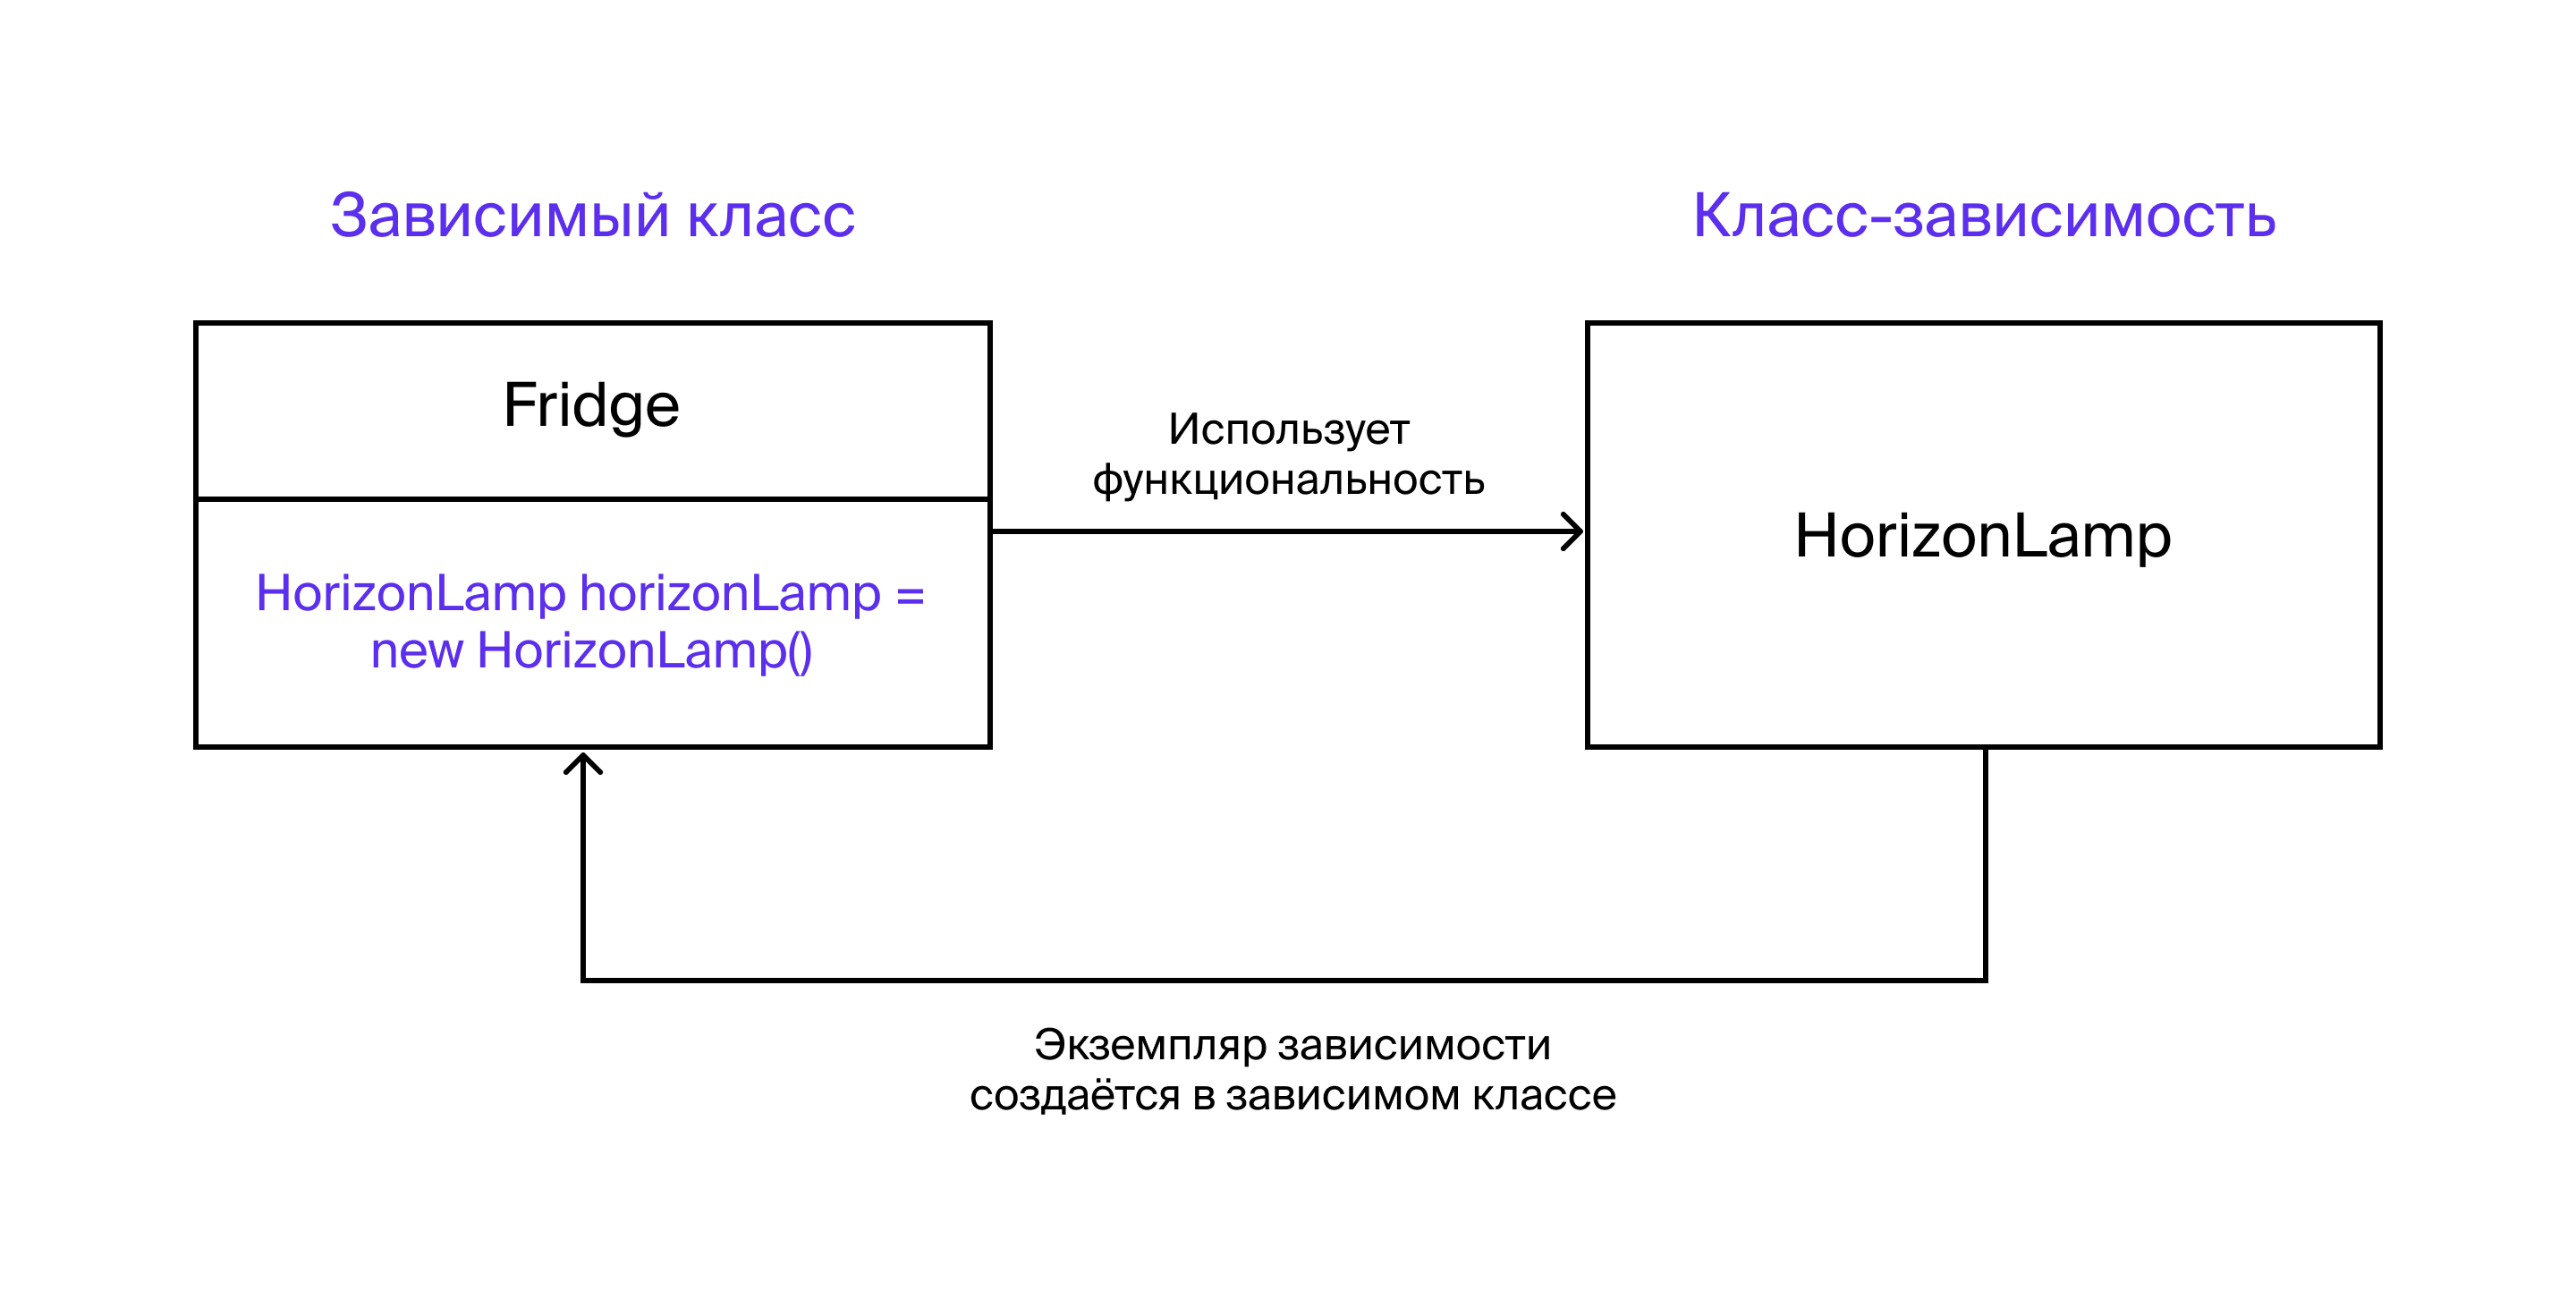 Зависимый класс
Класс-зависимость
Fridge
HorizonLamp horizonLamp =
new HorizonLamp()
Использует
функциональность
HorizonLamp
Экземпляр зависимости
создаётся в зависимом классе